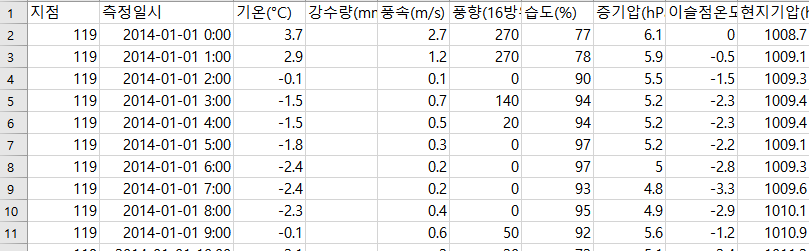 1 지점 측정일시 기온(°C) 강수량(mm 풍속(m/s) 풍향(16방위 습도(%) 증기압(hP 이슬점온도 현지기압(h
2 119 2014-01-01 0:00 3.7 2.7 270 77 6.1 0 1008.7
3 119 2014-01-01 1:00 2.9 1.2 270 78 5.9 -0.5 1009.1
4 119 2014-01-01 2:00 -0.1 0.1 0 90 5.5 -1.5 1009.3
5 119 2014-01-01 3:00 -1.5 0.7 140 94 5.2 -2.3 1009.4
6 119 2014-01-01 4:00 -1.5 0.5 20 94 5.2 -2.3 1009.4
7 119 2014-01-01 5:00 -1.8 0.3 0 97 5.2 -2.2 1009.1
8 119 2014-01-01 6:00 -2.4 0.2 0 97 5 -2.8 1009.3
9 119 2014-01-01 7:00 -2.4 0.2 0 93 4.8 -3.3 1009.6
10 119 2014-01-01 8:00 -2.3 0.4 0 95 4.9 -2.9 1010.1
11 119 2014-01-01 9:00 -0.1 0.6 50 92 5.6 -1.2 1010.9